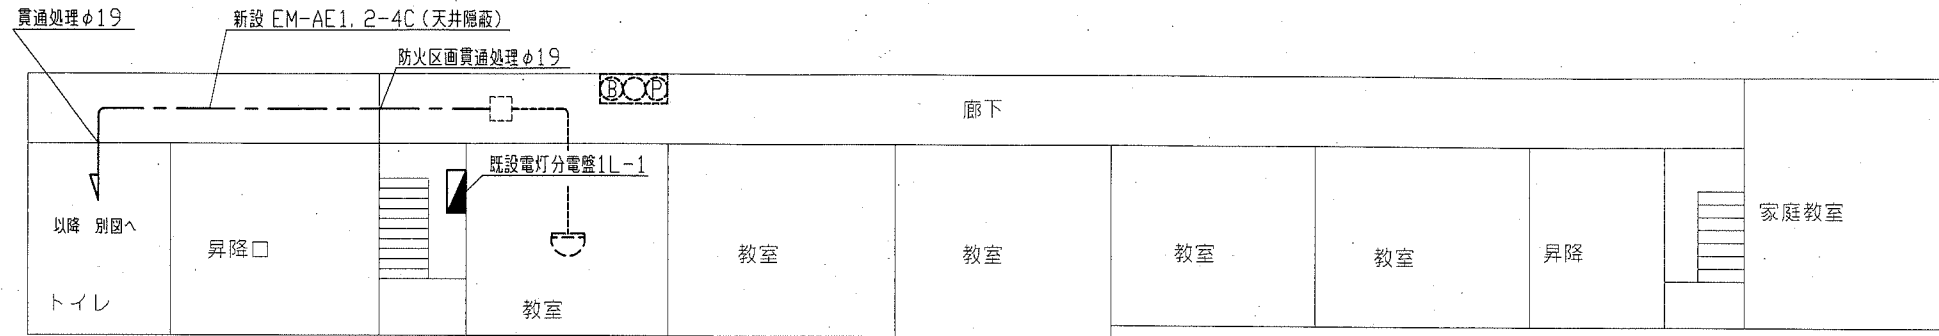 貫通処理φ19
新設 EM-AE1.2-4C(天井隠蔽)
防火区画貫通処理φ19
B P
廊下
既設電灯分電盤1L-1
以降 別図へ
昇降口
トイレ
教室
教室
教室
教室
教室
昇降
家庭教室